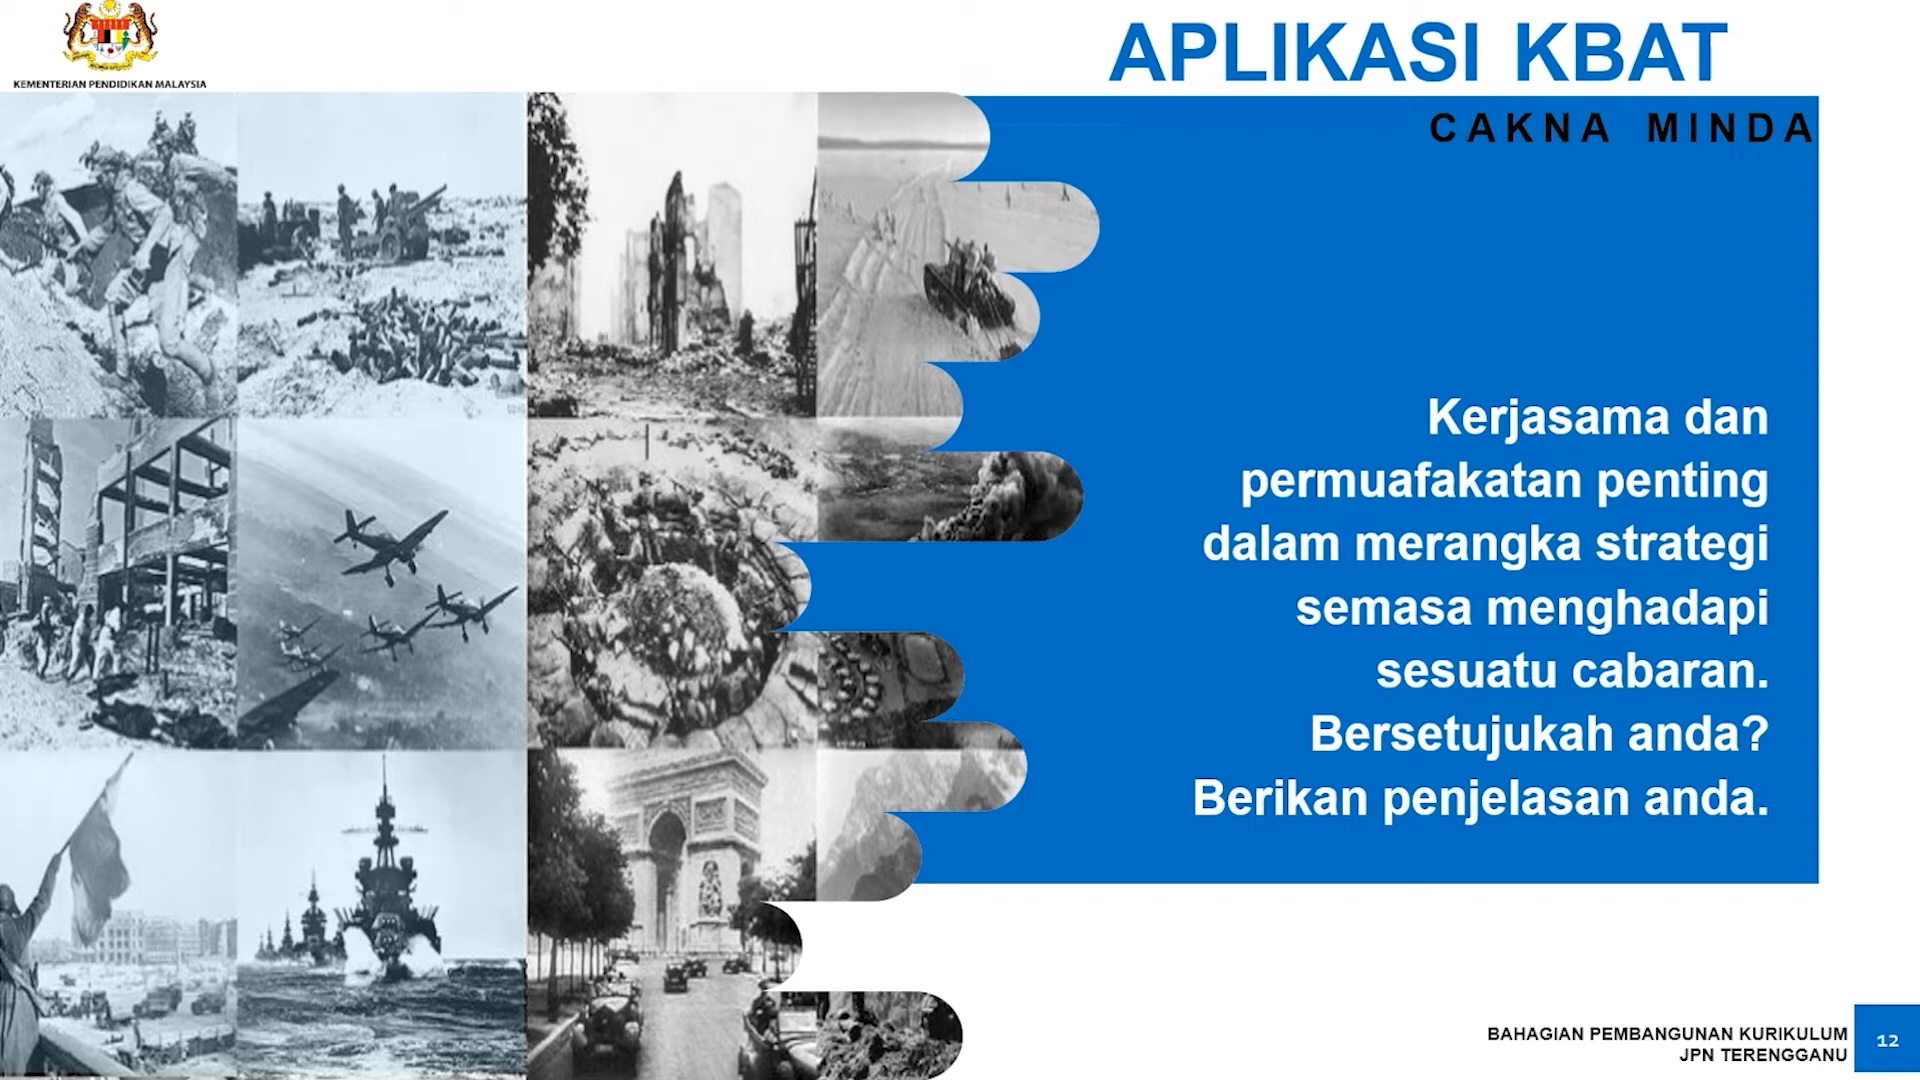 KEMENTERIAN PENDIDIKAN MALAYSIA
APLIKASI KBAT
CAKNA MINDA
Kerjasama dan
permuafakatan penting
dalam merangka strategi
semasa menghadapi
sesuatu cabaran.
Bersetujukah anda?
Berikan penjelasan anda.
BAHAGIAN PEMBANGUNAN KURIKULUM
JPN TERENGGANU
12